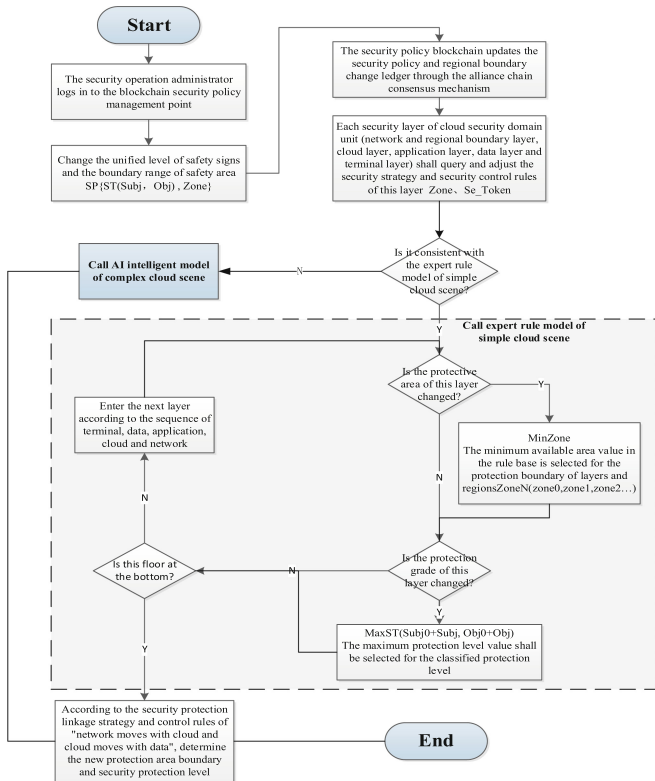 Start
The security operation administrator
logs in to the blockchain security policy
management point
Change the unified level of safety signs
and the boundary range of safety area
SP{ST(Subj，Obj) , Zone}
The security policy blockchain updates the
security policy and regional boundary
change ledger through the alliance chain
consensus mechanism
Each security layer of cloud security domain
unit (network and regional boundary layer,
cloud layer, application layer, data layer and
terminal layer) shall query and adjust the
security strategy and security control rules
of this layer Zone、Se_Token
Is it consistent with
the expert rule
model of simple
cloud scene?
N
Call AI intelligent model
of complex cloud scene
Y
Call expert rule model of
simple cloud scene
Is the protective
area of this layer
changed?
Y
Enter the next layer
according to the sequence of
terminal, data, application,
cloud and network
MinZone
The minimum available area value in
the rule base is selected for the
protection boundary of layers and
regionsZoneN(zone0,zone1,zone2…)
N
N
Is the protection
grade of this
layer changed?
N
Is this floor at
the bottom?
Y
MaxST(Subj0+Subj, Obj0+Obj)
The maximum protection level value shall
be selected for the classified protection
level
Y
According to the security protection
linkage strategy and control rules of
"network moves with cloud and
cloud moves with data", determine
the new protection area boundary
and security protection level
End